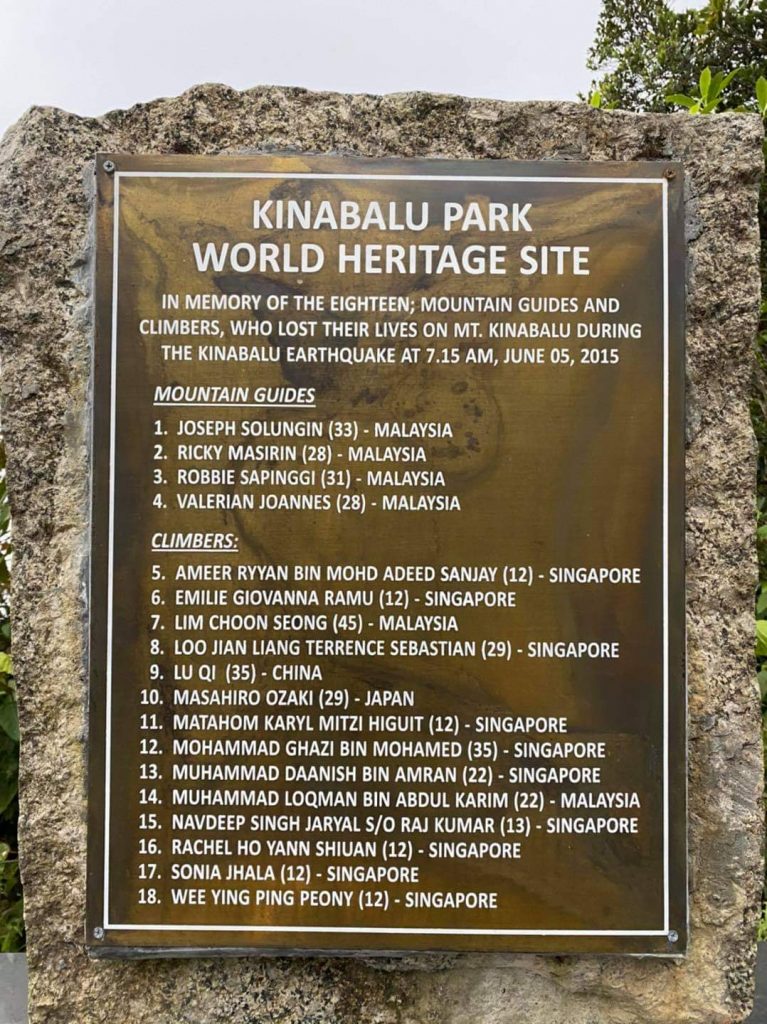 KINABALU PARK
WORLD HERITAGE SITE
IN MEMORY OF THE EIGHTEEN; MOUNTAIN GUIDES AND
CLIMBERS, WHO LOST THEIR LIVES ON MT. KINABALU DURING
THE KINABALU EARTHQUAKE AT 7.15 AM, JUNE 05, 2015
MOUNTAIN GUIDES
1. JOSEPH SOLUNGIN (33) - MALAYSIA
2. RICKY MASIRIN (28) - MALAYSIA
3. ROBBIE SAPINGGI (31) - MALAYSIA
4. VALERIAN JOANNES (28) - MALAYSIA
CLIMBERS:
5. AMEER RYYAN BIN MOHD ADEED SANJAY (12) - SINGAPORE
6. EMILIE GIOVANNA RAMU (12) - SINGAPORE
7. LIM CHOON SEONG (45) - MALAYSIA
8. LOO JIAN LIANG TERRENCE SEBASTIAN (29) - SINGAPORE
9. LU QI (35) - CHINA
10. MASAHIRO OZAKI (29) - JAPAN
11. MATAHOM KARYL MITZI HIGUIT (12) - SINGAPORE
12. MOHAMMAD GHAZI BIN MOHAMED (35) - SINGAPORE
13. MUHAMMAD DAANISH BIN AMRAN (22) - SINGAPORE
14. MUHAMMAD LOQMAN BIN ABDUL KARIM (22) - MALAYSIA
15. NAVDEEP SINGH JARYAL S/O RAJ KUMAR (13) - SINGAPORE
16. RACHEL HO YANN SHIUAN (12) - SINGAPORE
17. SONIA JHALA (12) - SINGAPORE
18. WEE YING PING PEONY (12) - SINGAPORE